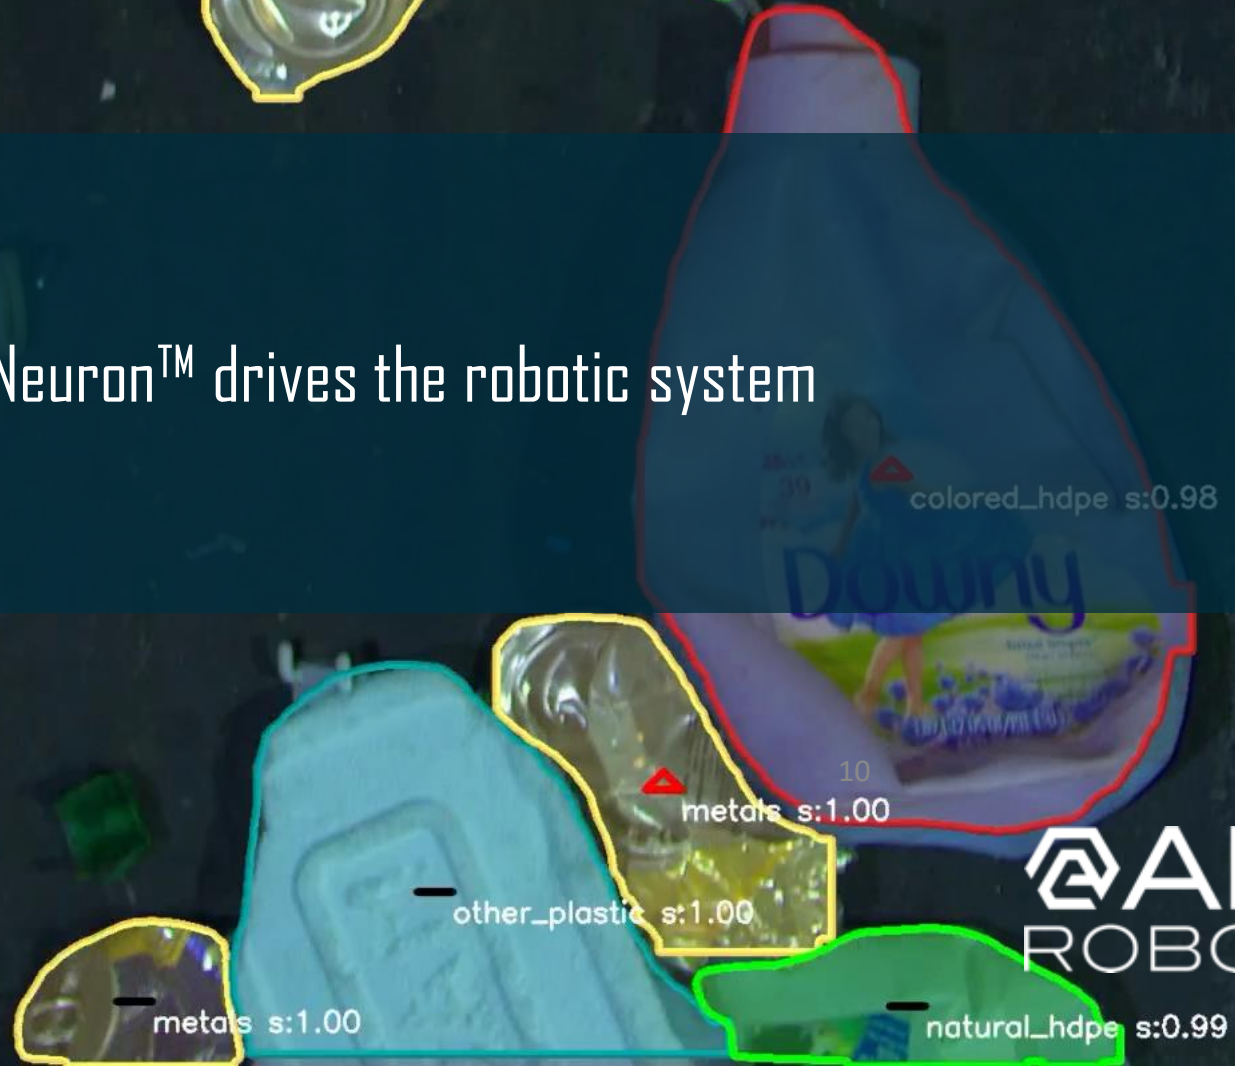 Neuron™ drives the robotic system
39
colored_hdpe s:0.98
Downy
10
metals s:1.00
other_plastic s:1.00
metals s:1.00
natural_hdpe s:0.99